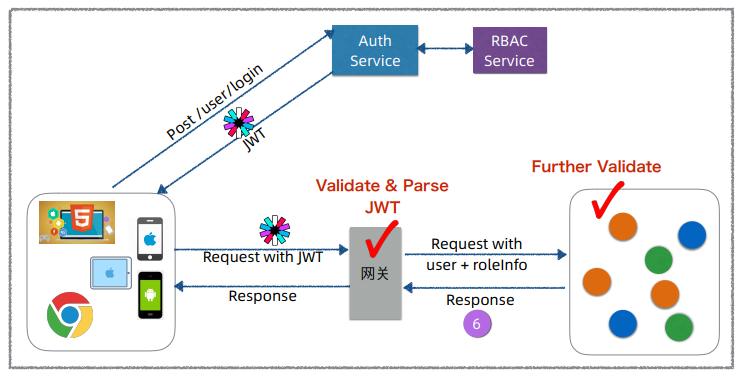 Auth
Service
RBAC
Service
Post /user/login
JWT
Further Validate
Validate & Parse
JWT
5
Request with JWT
Response
网关
Request with
user + roleInfo
Response
6